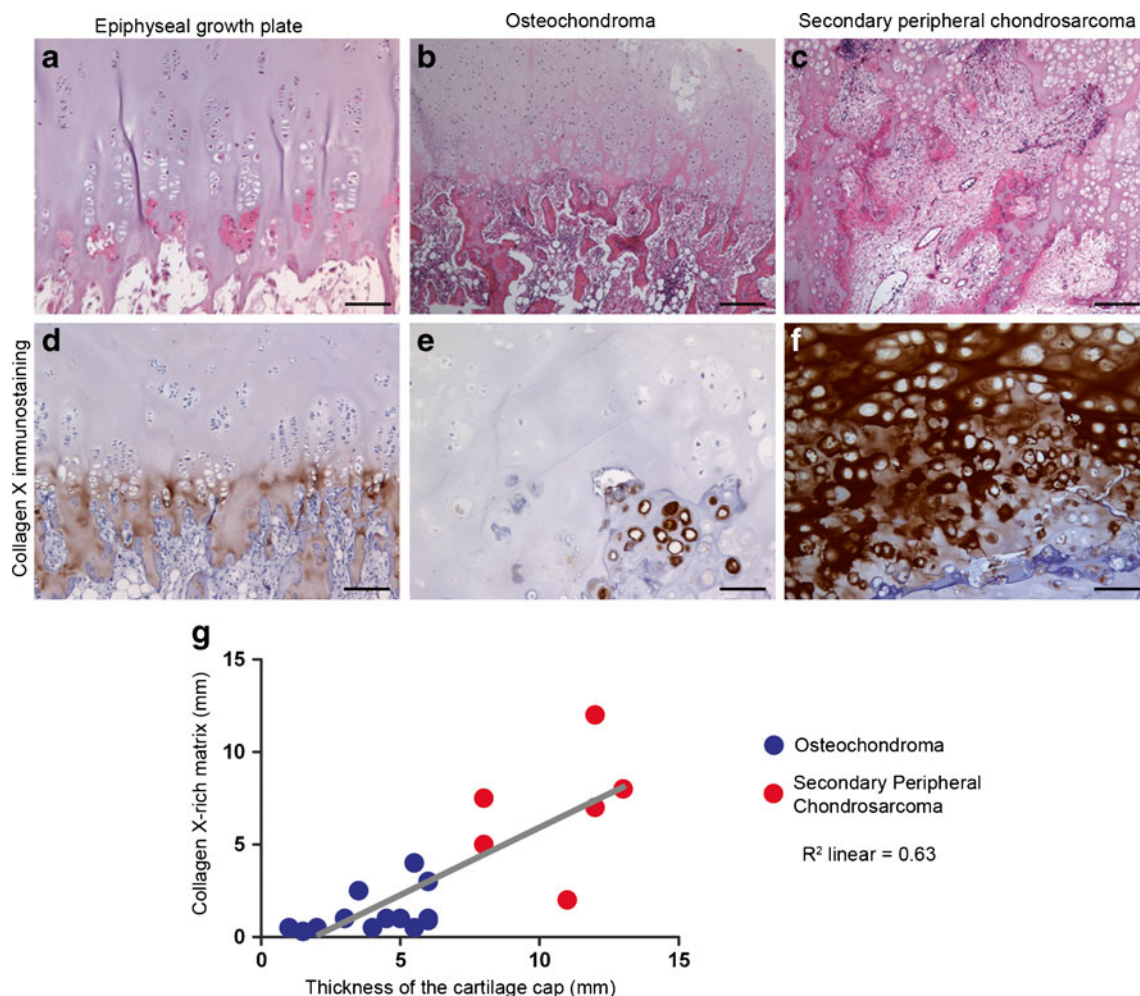 Epiphyseal growth plate
Osteochondroma
Secondary peripheral chondrosarcoma
a
b
c
Collagen X immunostaining
d
e
f
g
Collagen X-rich matrix (mm)
15
10
5
0
0
5
10
15
Thickness of the cartilage cap (mm)
Osteochondroma
Secondary Peripheral
Chondrosarcoma
R² linear = 0.63